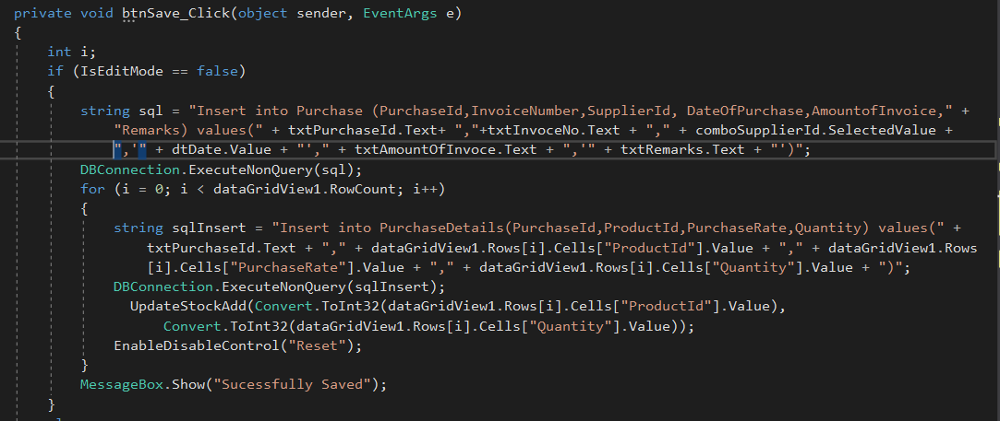 private void btnSave_Click(object sender, EventArgs e)
{
int i;
if (IsEditMode == false)
{
string sql = "Insert into Purchase (PurchaseId,InvoiceNumber,SupplierId, DateOfPurchase,AmountofInvoice," +
"Remarks) values(" + txtPurchaseId.Text+ ","+txtInvoceNo.Text + "," + comboSupplierId.SelectedValue +
",'" + dtDate.Value + "'," + txtAmountOfInvoce.Text + ",'" + txtRemarks.Text + "')";
DBConnection.ExecuteNonQuery(sql);
for (i = 0; i < dataGridView1.RowCount; i++)
{
string sqlInsert = "Insert into PurchaseDetails(PurchaseId,ProductId,PurchaseRate,Quantity) values(" +
txtPurchaseId.Text + "," + dataGridView1.Rows[i].Cells["ProductId"].Value + "," + dataGridView1.Rows
[i].Cells["PurchaseRate"].Value + "," + dataGridView1.Rows[i].Cells["Quantity"].Value + ")";
DBConnection.ExecuteNonQuery(sqlInsert);
UpdateStockAdd(Convert.ToInt32(dataGridView1.Rows[i].Cells["ProductId"].Value),
Convert.ToInt32(dataGridView1.Rows[i].Cells["Quantity"].Value));
EnableDisableControl("Reset");
}
MessageBox.Show("Sucessfully Saved");
}